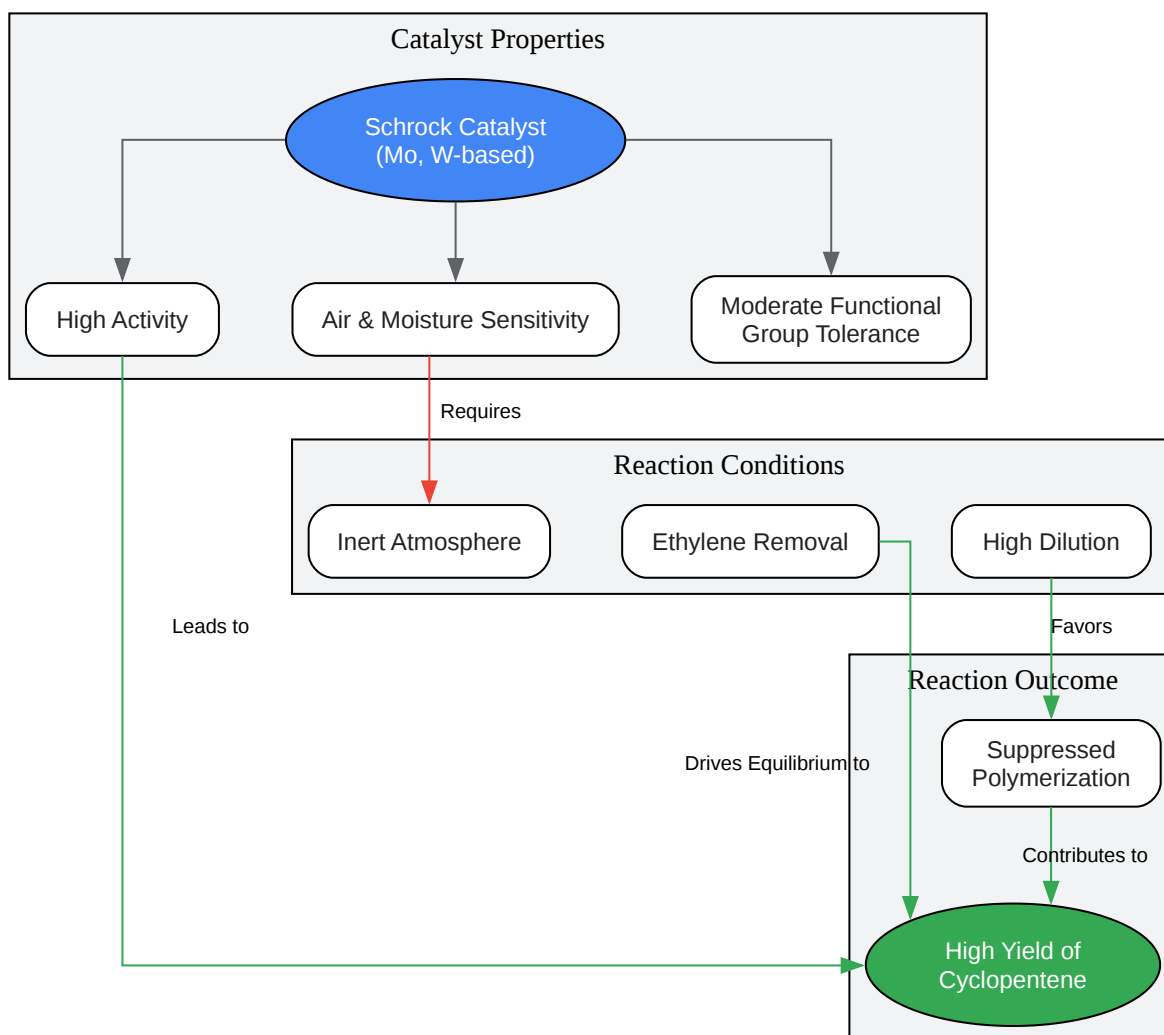 Catalyst Properties
Schrock Catalyst
(Mo, W-based)
High Activity
Air & Moisture Sensitivity
Moderate Functional
Group Tolerance
Requires
Reaction Conditions
Inert Atmosphere
Ethylene Removal
High Dilution
Leads to
Favors
Reaction Outcome
Suppressed
Polymerization
Drives Equilibrium to
Contributes to
High Yield of
Cyclopentene